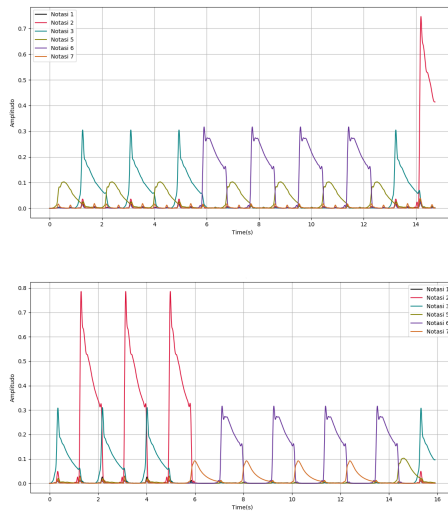 Notasi 1
Notasi 2
Notasi 3
Notasi 5
Notasi 6
Notasi 7
Amplitudo
0.7
0.6
0.5
0.4
0.3
0.2
0.1
0.0
0 2 4 6 8 10 12 14
Time(s)
Notasi 1
Notasi 2
Notasi 3
Notasi 5
Notasi 6
Notasi 7
Amplitudo
0.8
0.7
0.6
0.5
0.4
0.3
0.2
0.1
0.0
0 2 4 6 8 10 12 14 16
Time(s)